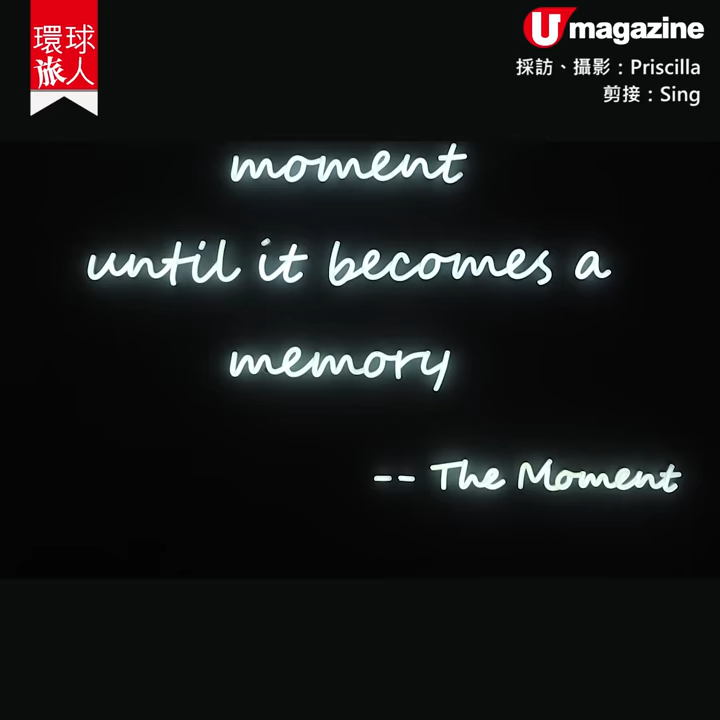 環球
旅人
U magazine
採訪、攝影：Priscilla
剪接：Sing
moment
until it becomes a
memory
-- The Moment